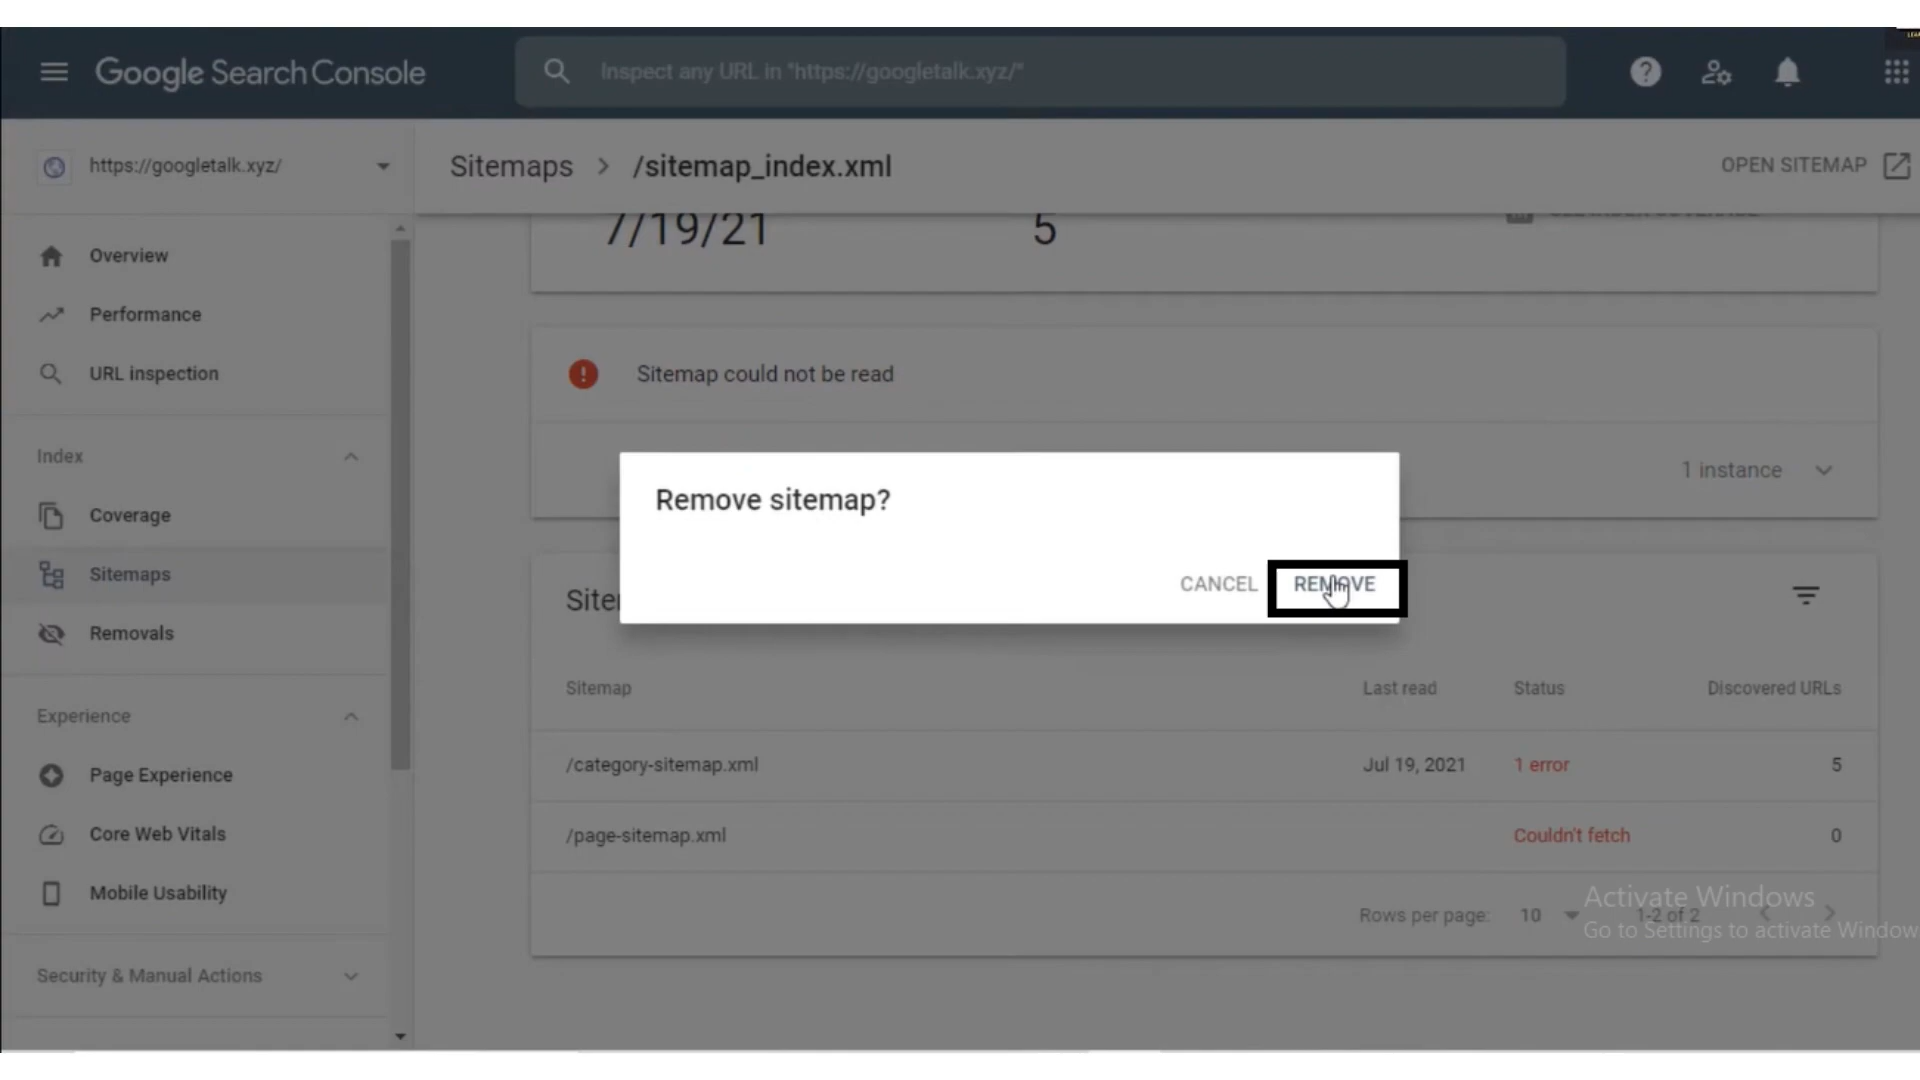 Google Search Console
Inspect any URL in "https://googletalk.xyz/"
https://googletalk.xyz/
Sitemaps > /sitemap_index.xml
OPEN SITEMAP
7/19/21
5
Overview
Performance
URL inspection
Sitemap could not be read
1 instance
Index
Coverage
Sitemaps
Removals
Remove sitemap?
CANCEL
REMOVE
Sitemap
Last read
Status
Discovered URLs
/category-sitemap.xml
Jul 19, 2021
1 error
5
/page-sitemap.xml
Couldn't fetch
0
Rows per page:
10
1-2 of 2
Experience
Page Experience
Core Web Vitals
Mobile Usability
Security & Manual Actions
Activate Windows
Go to Settings to activate Window